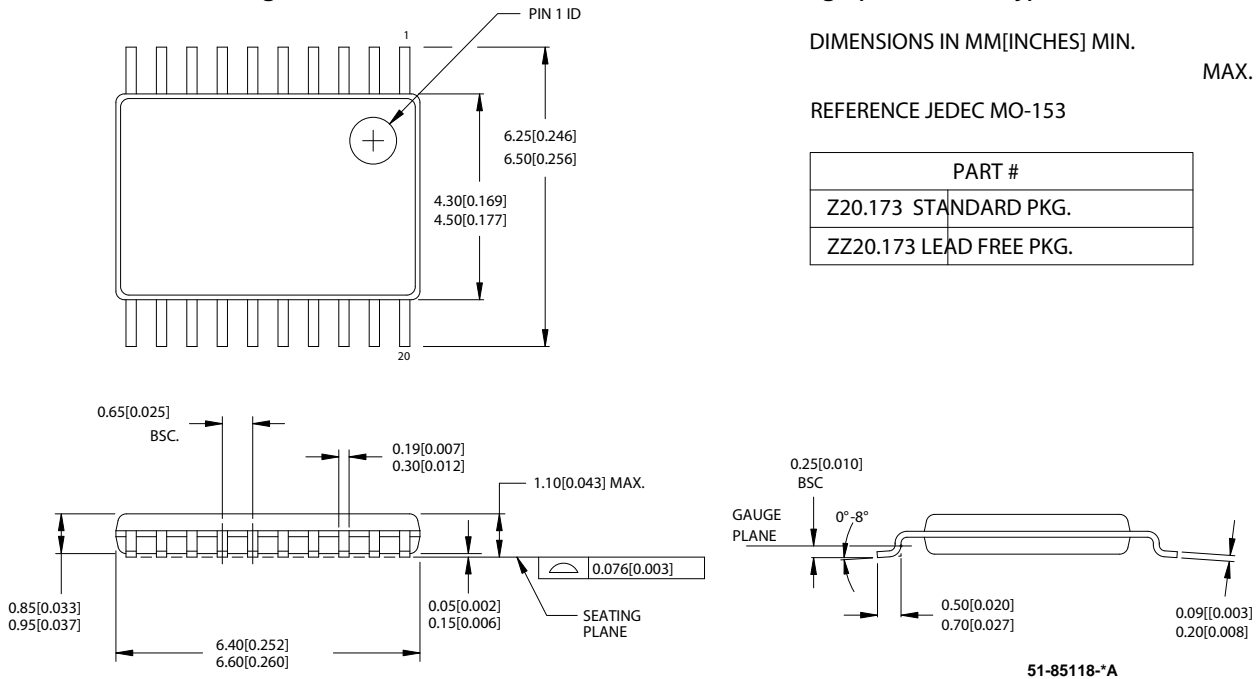 PIN 1 ID
1
DIMENSIONS IN MM[INCHES] MIN.
MAX.
REFERENCE JEDEC MO-153
PART #
Z20.173 STANDARD PKG.
ZZ20.173 LEAD FREE PKG.
6.25[0.246]
6.50[0.256]
4.30[0.169]
4.50[0.177]
20
0.65[0.025]
BSC.
0.19[0.007]
0.30[0.012]
1.10[0.043] MAX.
0.25[0.010]
BSC
GAUGE
PLANE
0°-8°
0.076[0.003]
0.85[0.033]
0.95[0.037]
0.05[0.002]
0.15[0.006]
SEATING
PLANE
6.40[0.252]
6.60[0.260]
0.50[0.020]
0.70[0.027]
0.09[[0.003]
0.20[0.008]
51-85118-*A